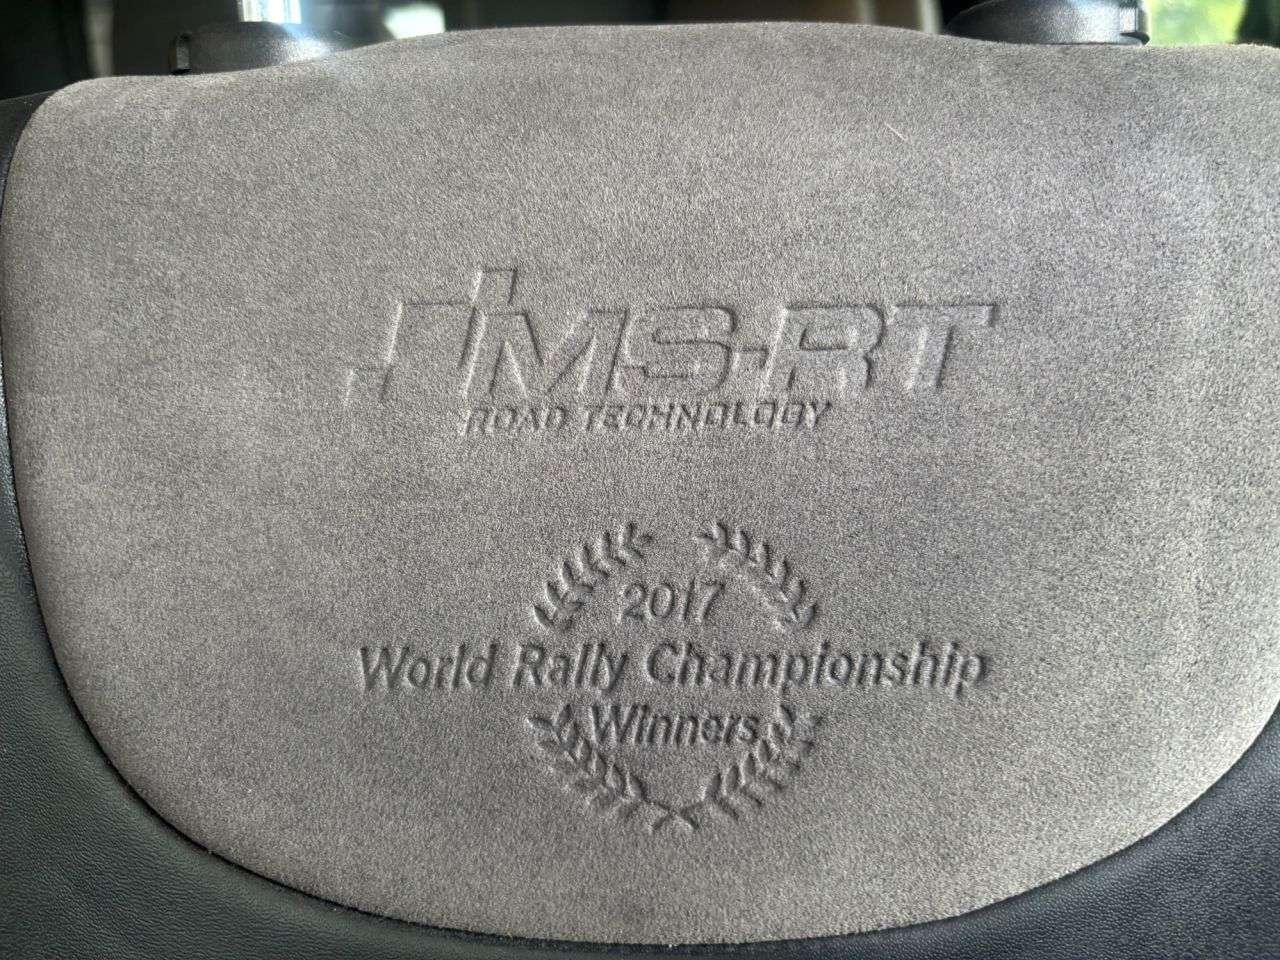 MS-RT
ROAD TECHNOLOGY
2017
World Rally Championship
Winners